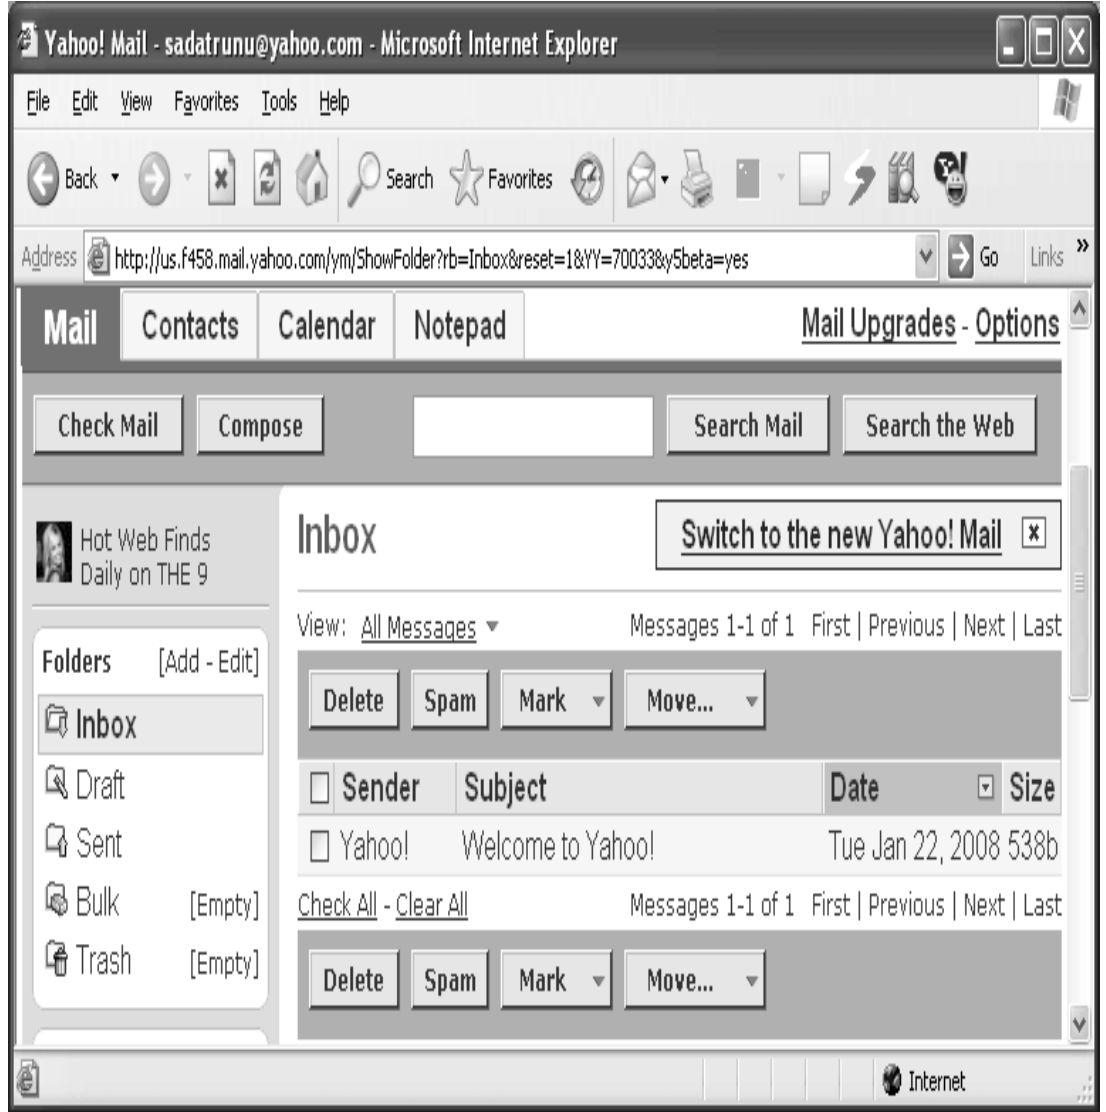 Yahoo! Mail - sadatrunu@yahoo.com - Microsoft Internet Explorer
File Edit View Favorites Tools Help
Back Search Favorites
Address http://us.f458.mail.yahoo.com/ym/ShowFolder?rb=Inbox&reset=1&YY=70033&y5beta=yes Go Links »
Mail Contacts Calendar Notepad Mail Upgrades - Options
Check Mail Compose Search Mail Search the Web
Hot Web Finds
Daily on THE 9
Inbox Switch to the new Yahoo! Mail
View: All Messages Messages 1-1 of 1 First | Previous | Next | Last
Folders [Add - Edit]
Inbox
Draft
Sent
Bulk [Empty]
Trash [Empty]
Delete Spam Mark Move...
Sender Subject Date Size
Yahoo! Welcome to Yahoo! Tue Jan 22, 2008 538b
Check All - Clear All Messages 1-1 of 1 First | Previous | Next | Last
Delete Spam Mark Move...
Internet